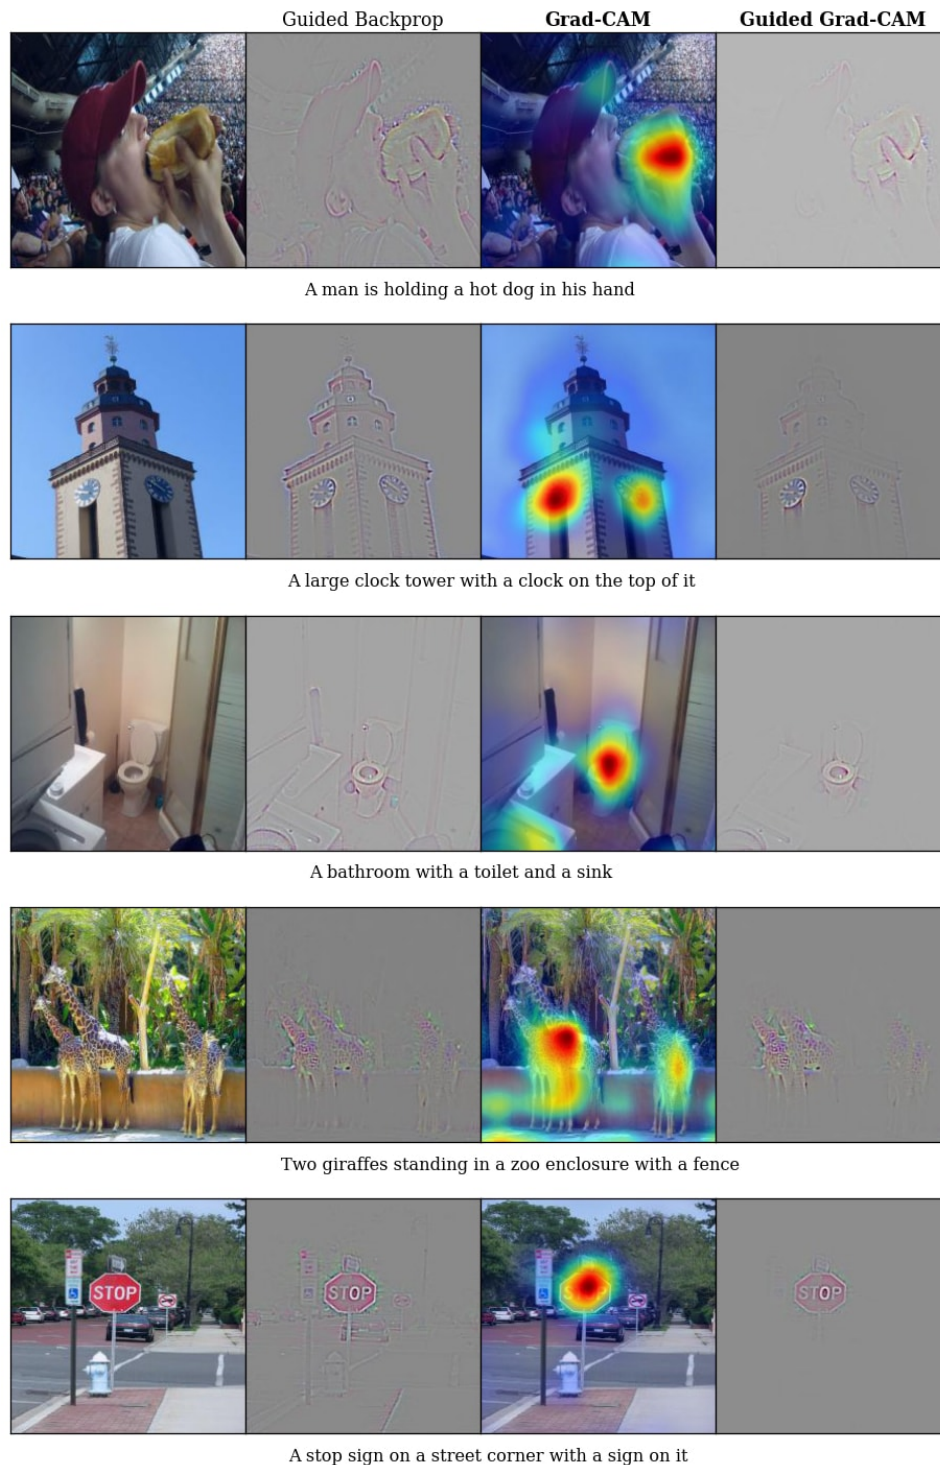 Guided Backprop
Grad-CAM
Guided Grad-CAM
A man is holding a hot dog in his hand
A large clock tower with a clock on the top of it
A bathroom with a toilet and a sink
Two giraffes standing in a zoo enclosure with a fence
STOP
STOP
STOP
STOP
A stop sign on a street corner with a sign on it